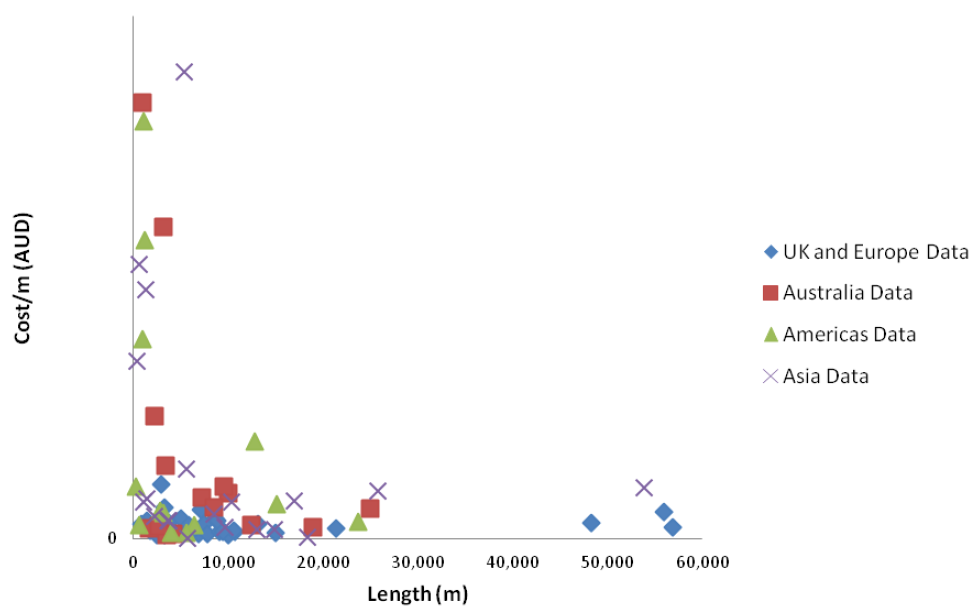 Cost/m (AUD)
0
0
10,000
20,000
30,000
40,000
50,000
60,000
Length (m)
UK and Europe Data
Australia Data
Americas Data
Asia Data